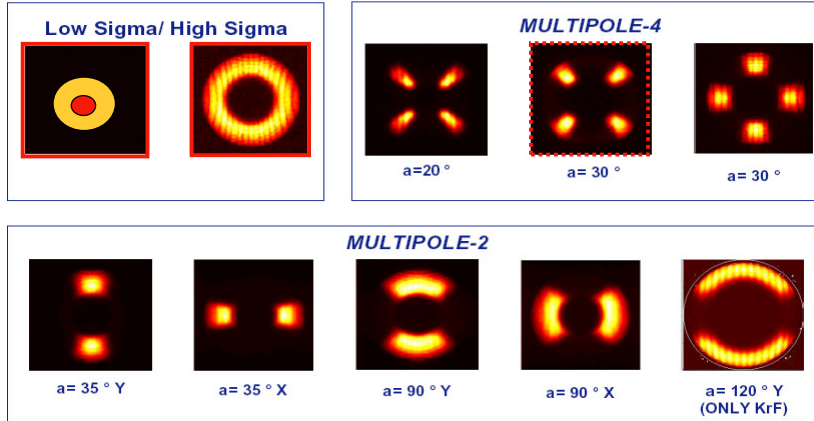 Low Sigma/ High Sigma
MULTIPOLE-4
a=20 °
a= 30 °
a= 30 °
MULTIPOLE-2
a= 35 ° Y
a= 35 ° X
a= 90 ° Y
a= 90 ° X
a= 120 ° Y
(ONLY KrF)